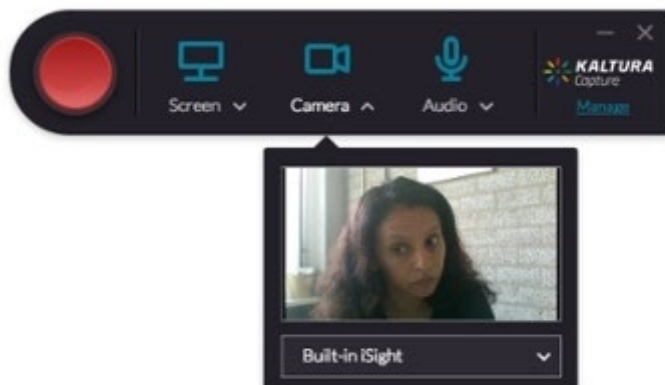 KALTURA
Capture
Screen Camera Audio
Manage
Built-in iSight